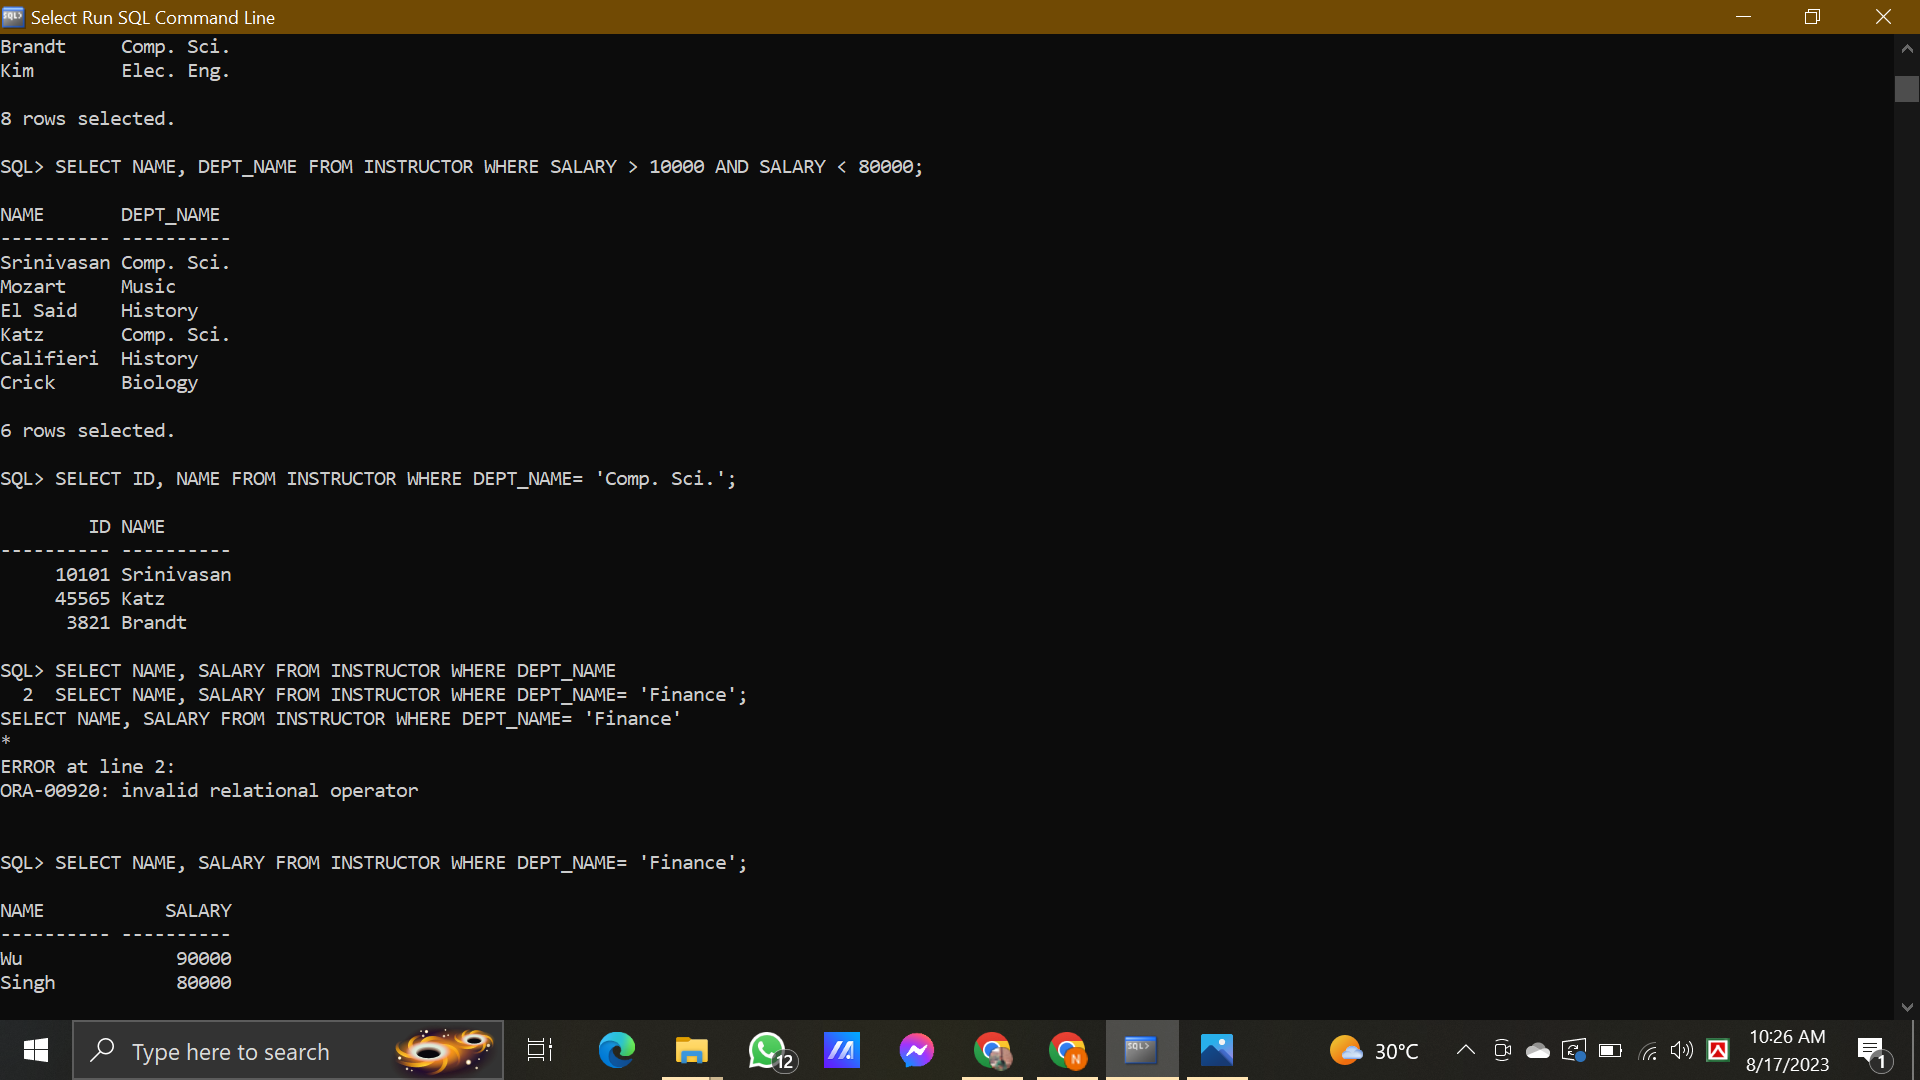 Select Run SQL Command Line
Brandt     Comp. Sci.
Kim        Elec. Eng.
8 rows selected.
SQL> SELECT NAME, DEPT_NAME FROM INSTRUCTOR WHERE SALARY > 10000 AND SALARY < 80000;
NAME       DEPT_NAME
---------- ----------
Srinivasan Comp. Sci.
Mozart     Music
El Said    History
Katz       Comp. Sci.
Califieri  History
Crick      Biology
6 rows selected.
SQL> SELECT ID, NAME FROM INSTRUCTOR WHERE DEPT_NAME= 'Comp. Sci.';
        ID NAME
---------- ----------
     10101 Srinivasan
     45565 Katz
      3821 Brandt
SQL> SELECT NAME, SALARY FROM INSTRUCTOR WHERE DEPT_NAME
  2  SELECT NAME, SALARY FROM INSTRUCTOR WHERE DEPT_NAME= 'Finance';
SELECT NAME, SALARY FROM INSTRUCTOR WHERE DEPT_NAME= 'Finance'
*
ERROR at line 2:
ORA-00920: invalid relational operator
SQL> SELECT NAME, SALARY FROM INSTRUCTOR WHERE DEPT_NAME= 'Finance';
NAME           SALARY
---------- ----------
Wu              90000
Singh           80000
Type here to search
12
N
SQL>
30°C
10:26 AM
8/17/2023
1